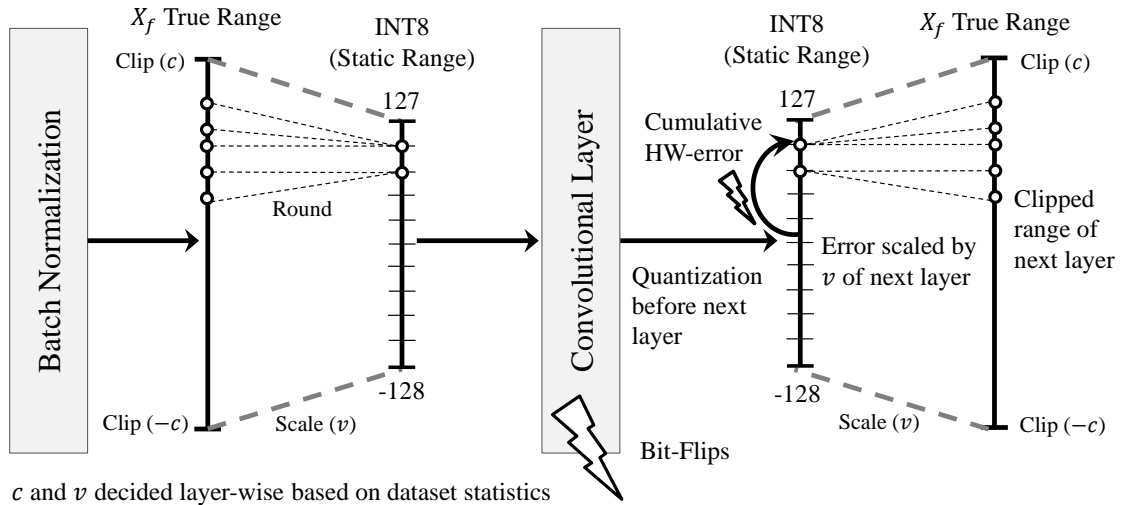 X_f True Range
Clip (c)
Clip (−c)
Batch Normalization
Round
Scale (v)
INT8
(Static Range)
127
-128
Convolutional Layer
Bit-Flips
Quantization
before next
layer
INT8
(Static Range)
127
-128
Cumulative
HW-error
Error scaled by
v of next layer
Scale (v)
X_f True Range
Clip (c)
Clipped
range of
next layer
Clip (−c)
c and v decided layer-wise based on dataset statistics